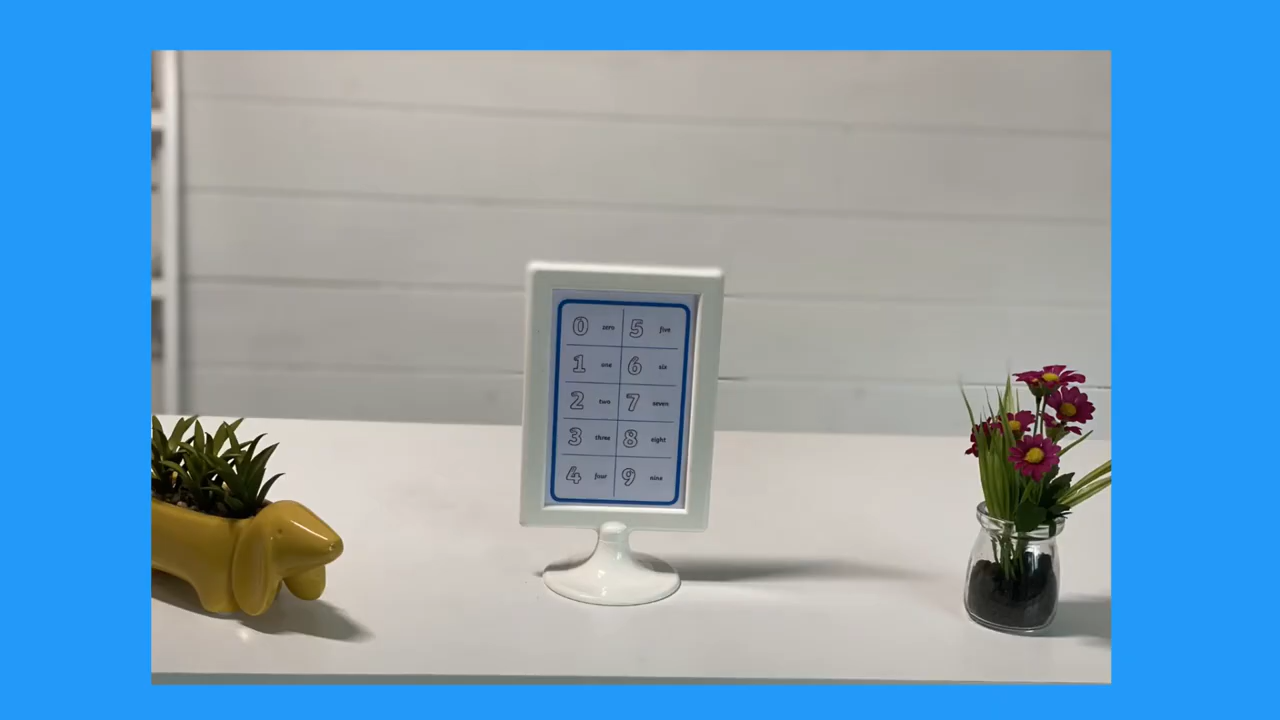 0 zero 5 five
1 one 6 six
2 two 7 seven
3 three 8 eight
4 four 9 nine